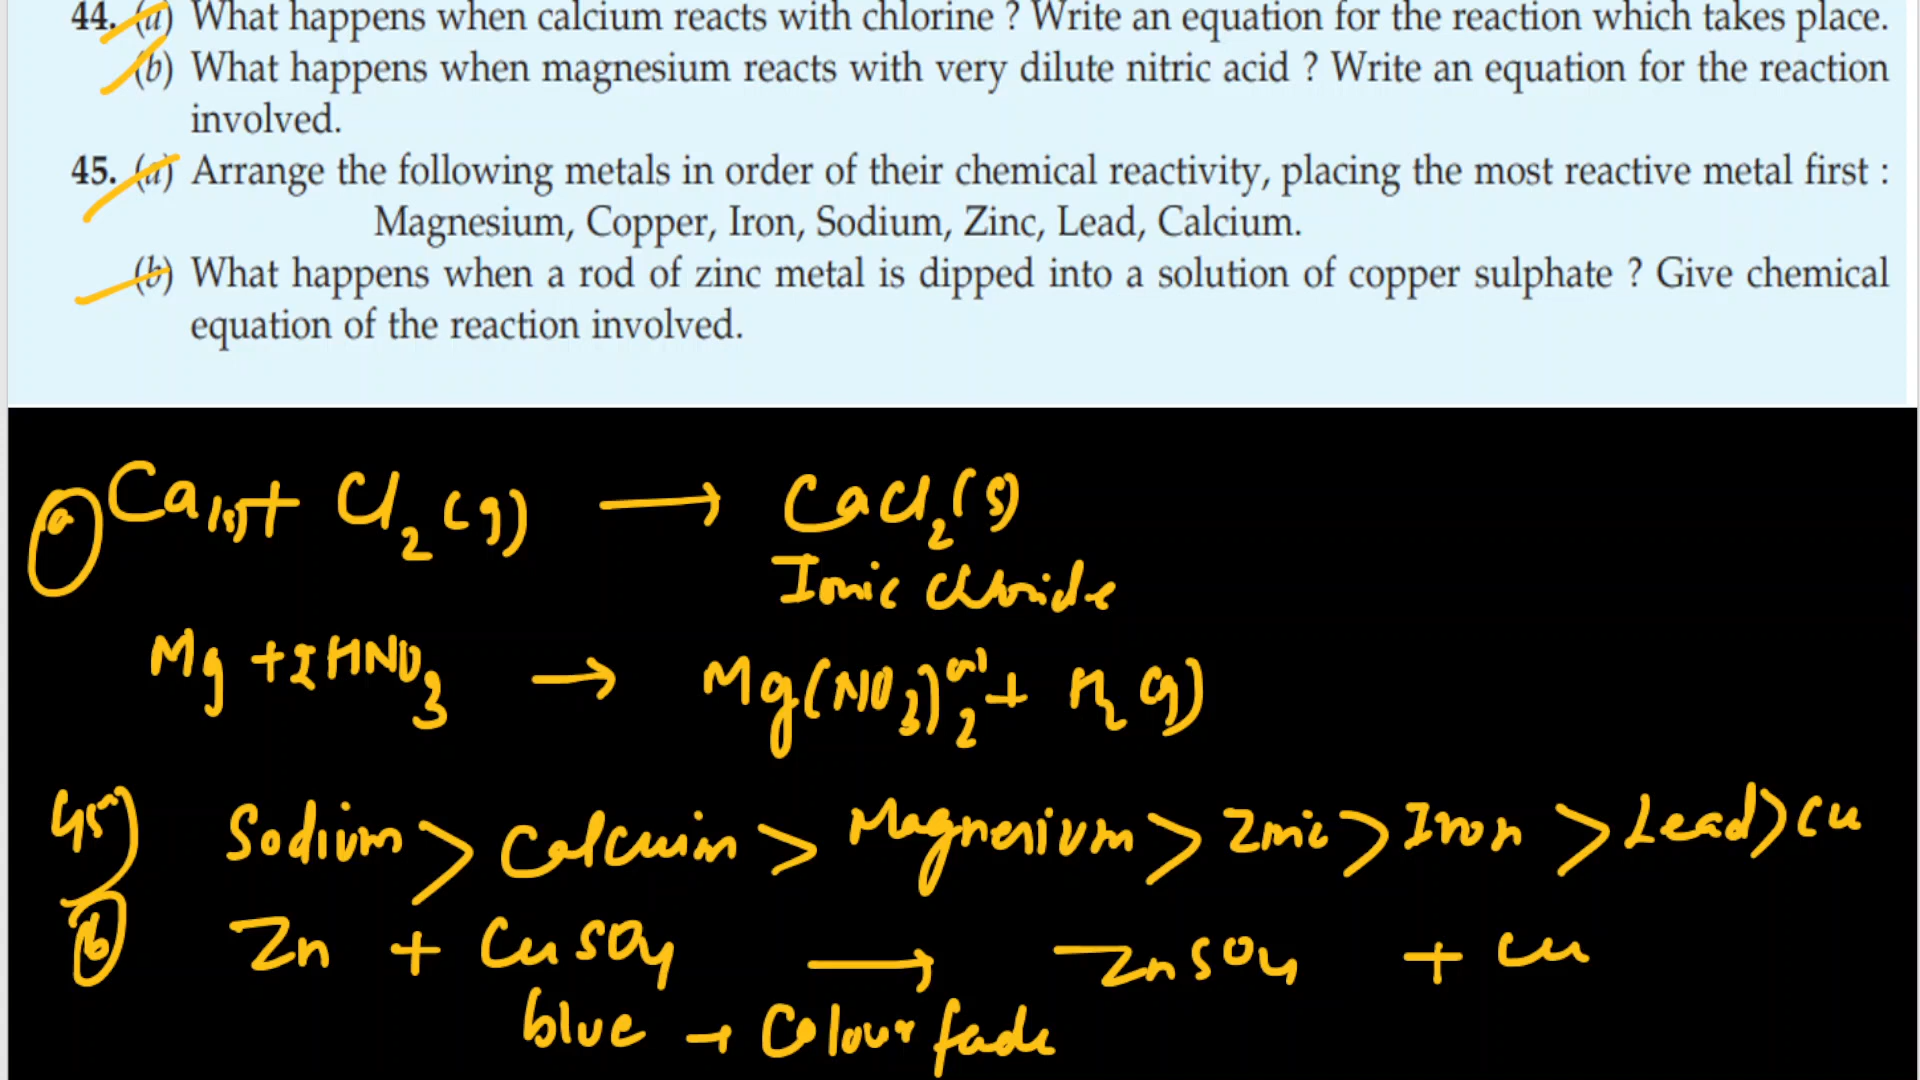 44. (a) What happens when calcium reacts with chlorine ? Write an equation for the reaction which takes place.
(b) What happens when magnesium reacts with very dilute nitric acid ? Write an equation for the reaction
involved.
45. (a) Arrange the following metals in order of their chemical reactivity, placing the most reactive metal first :
Magnesium, Copper, Iron, Sodium, Zinc, Lead, Calcium.
(b) What happens when a rod of zinc metal is dipped into a solution of copper sulphate ? Give chemical
equation of the reaction involved.
(a) Ca(s) + Cl₂(g) → CaCl₂(s)
Ionic chloride
Mg + 2HNO₃ → Mg(NO₃)₂ + H₂(g)
45) Sodium > Calcium > Magnesium > Zinc > Iron > Lead > Cu
(b) Zn + CuSO₄ → ZnSO₄ + Cu
blue → Colour fade